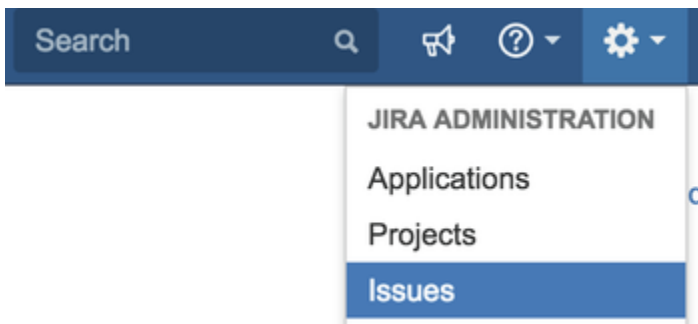 Search
JIRA ADMINISTRATION
Applications
Projects
Issues